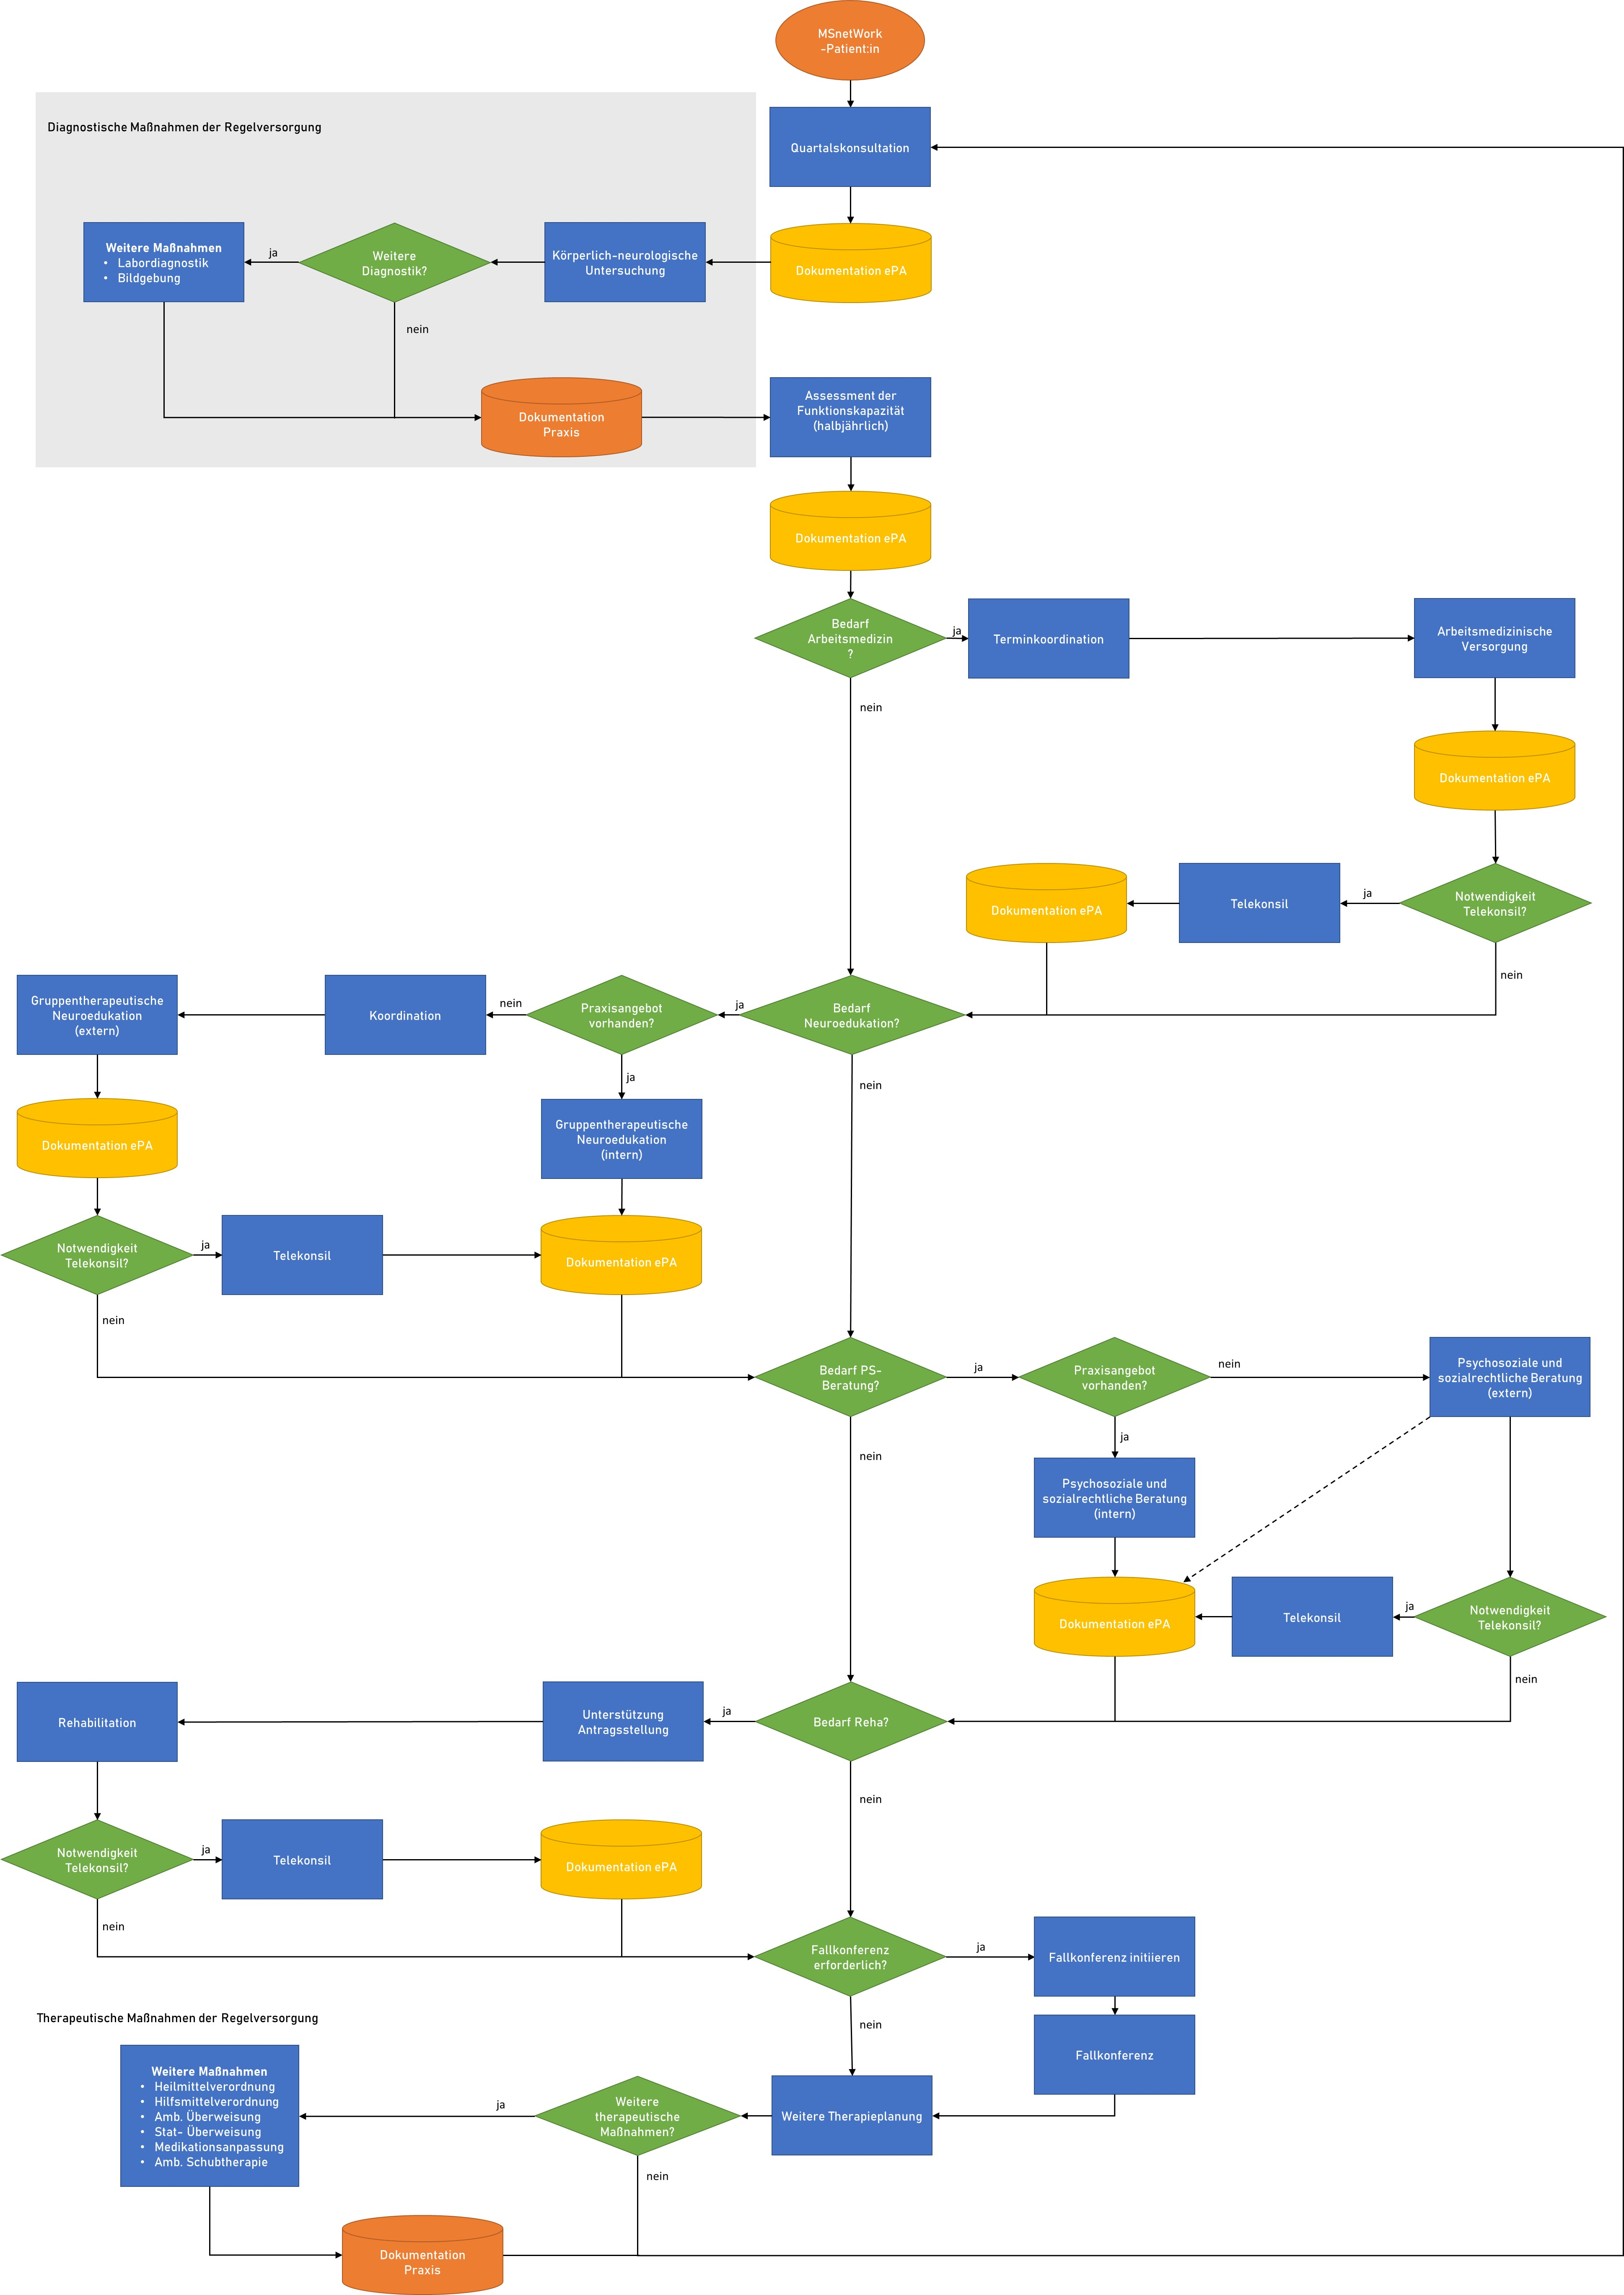 MSnetWork
-Patient:in
Diagnostische Maßnahmen der Regelversorgung
Quartalskonsultation
Weitere Maßnahmen
• Labordiagnostik
• Bildgebung
ja
Weitere
Diagnostik?
Körperlich-neurologische
Untersuchung
Dokumentation ePA
nein
Dokumentation
Praxis
Assessment der
Funktionskapazität
(halbjährlich)
Dokumentation ePA
Bedarf
Arbeitsmedizin
?
ja
Terminkoordination
Arbeitsmedizinische
Versorgung
nein
Dokumentation ePA
Dokumentation ePA
Telekonsil
ja
Notwendigkeit
Telekonsil?
nein
Gruppentherapeutische
Neuroedukation
(extern)
Koordination
nein
Praxisangebot
vorhanden?
ja
Bedarf
Neuroedukation?
ja
nein
Dokumentation ePA
Gruppentherapeutische
Neuroedukation
(intern)
Notwendigkeit
Telekonsil?
ja
Telekonsil
Dokumentation ePA
nein
Bedarf PS-
Beratung?
ja
Praxisangebot
vorhanden?
nein
Psychosoziale und
sozialrechtliche Beratung
(extern)
nein
ja
Psychosoziale und
sozialrechtliche Beratung
(intern)
Dokumentation ePA
Telekonsil
ja
Notwendigkeit
Telekonsil?
nein
Rehabilitation
Unterstützung
Antragsstellung
ja
Bedarf Reha?
nein
Notwendigkeit
Telekonsil?
ja
Telekonsil
Dokumentation ePA
nein
Fallkonferenz
erforderlich?
ja
Fallkonferenz initiieren
nein
Fallkonferenz
Therapeutische Maßnahmen der Regelversorgung
Weitere Maßnahmen
• Heilmittelverordnung
• Hilfsmittelverordnung
• Amb. Überweisung
• Stat- Überweisung
• Medikationsanpassung
• Amb. Schubtherapie
ja
Weitere
therapeutische
Maßnahmen?
Weitere Therapieplanung
nein
Dokumentation
Praxis